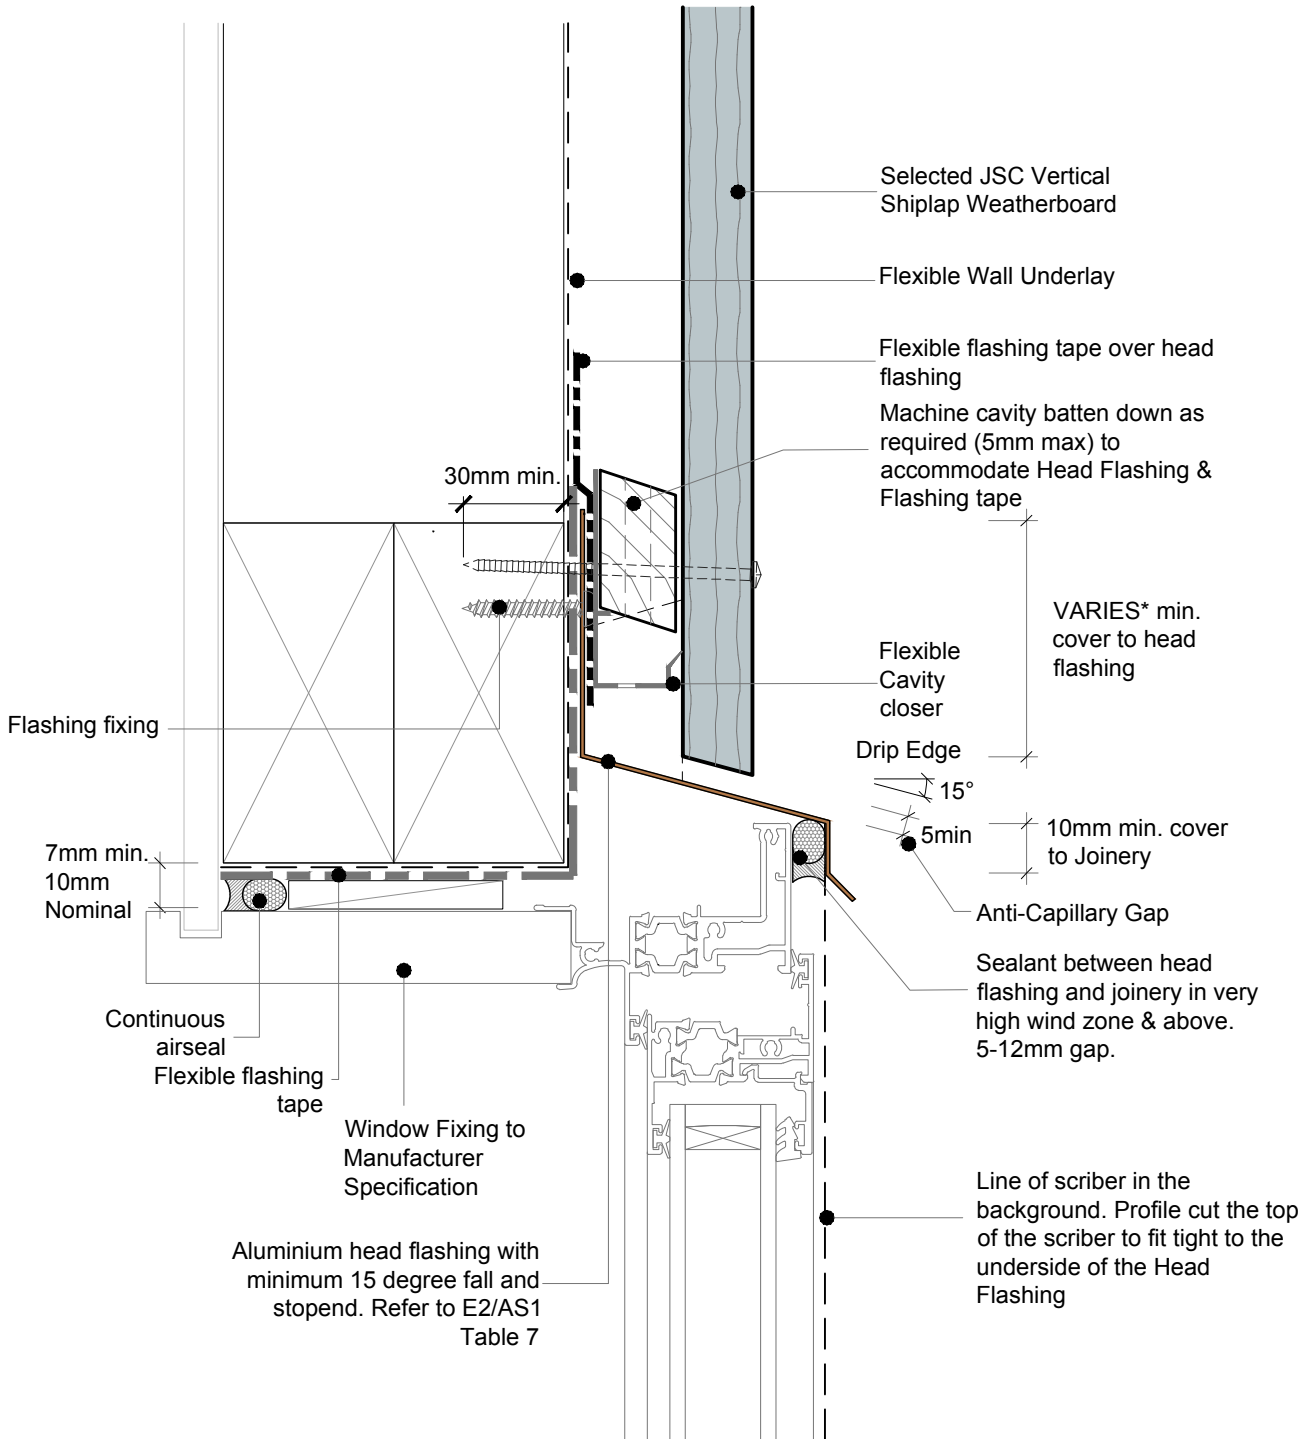 Selected JSC Vertical
Shiplap Weatherboard
Flexible Wall Underlay
Flexible flashing tape over head
flashing
Machine cavity batten down as
required (5mm max) to
accommodate Head Flashing &
Flashing tape
30mm min.
VARIES* min.
cover to head
flashing
Flexible
Cavity
closer
Flashing fixing
Drip Edge
15°
5min
10mm min. cover
to Joinery
7mm min.
10mm
Nominal
Anti-Capillary Gap
Sealant between head
flashing and joinery in very
high wind zone & above.
5-12mm gap.
Continuous
airseal
Flexible flashing
tape
Window Fixing to
Manufacturer
Specification
Line of scriber in the
background. Profile cut the top
of the scriber to fit tight to the
underside of the Head
Flashing
Aluminium head flashing with
minimum 15 degree fall and
stopend. Refer to E2/AS1
Table 7